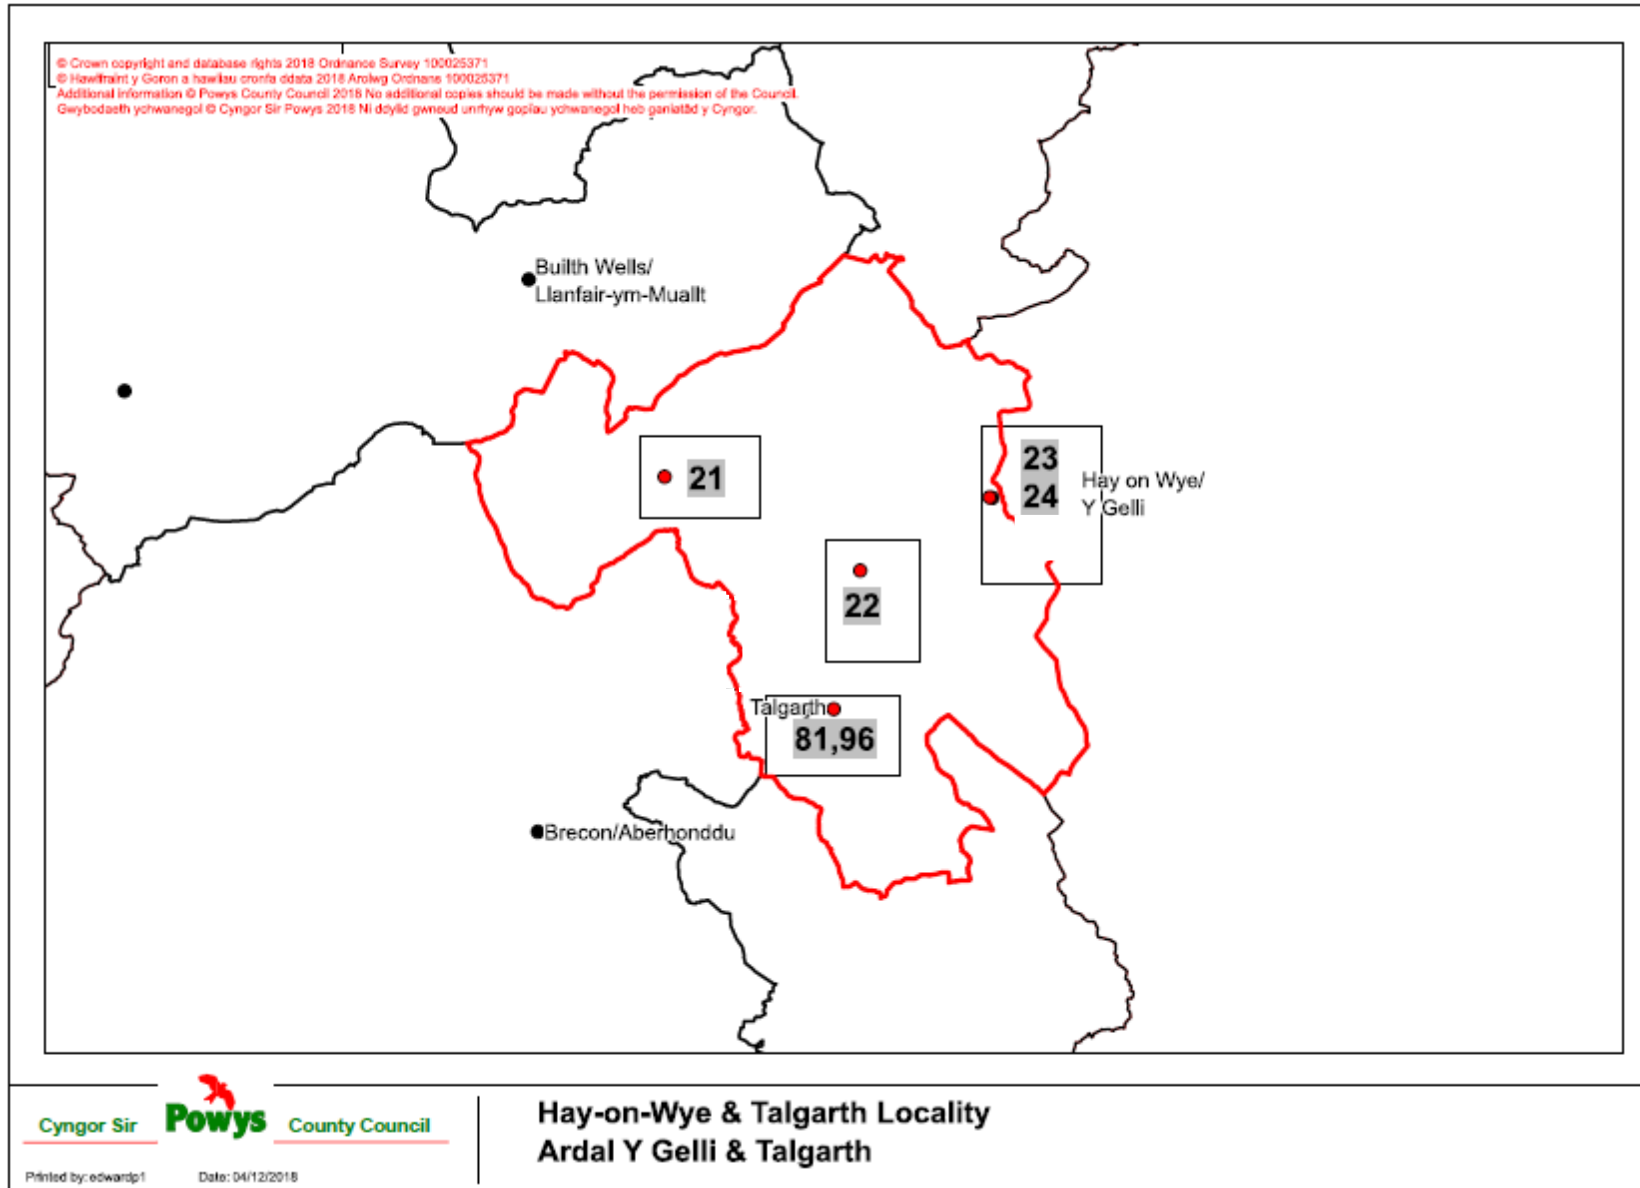 © Crown copyright and database rights 2018 Ordnance Survey 100025371
© Hawlfraint y Goron a hawliau cronfa ddata 2018 Arolwg Ordnans 100025371
Additional information © Powys County Council 2018 No additional copies should be made without the permission of the Council.
Gwybodaeth ychwanegol © Cyngor Sir Powys 2018 Ni ddylid gwneud unrhyw gopïau ychwanegol heb ganiatâd y Cyngor.
Builth Wells/
Llanfair-ym-Muallt
21
23
24
Hay on Wye/
Y Gelli
22
Talgarth
81,96
Brecon/Aberhonddu
Cyngor Sir Powys County Council
Printed by: edwardp1 Date: 04/12/2018
Hay-on-Wye & Talgarth Locality
Ardal Y Gelli & Talgarth